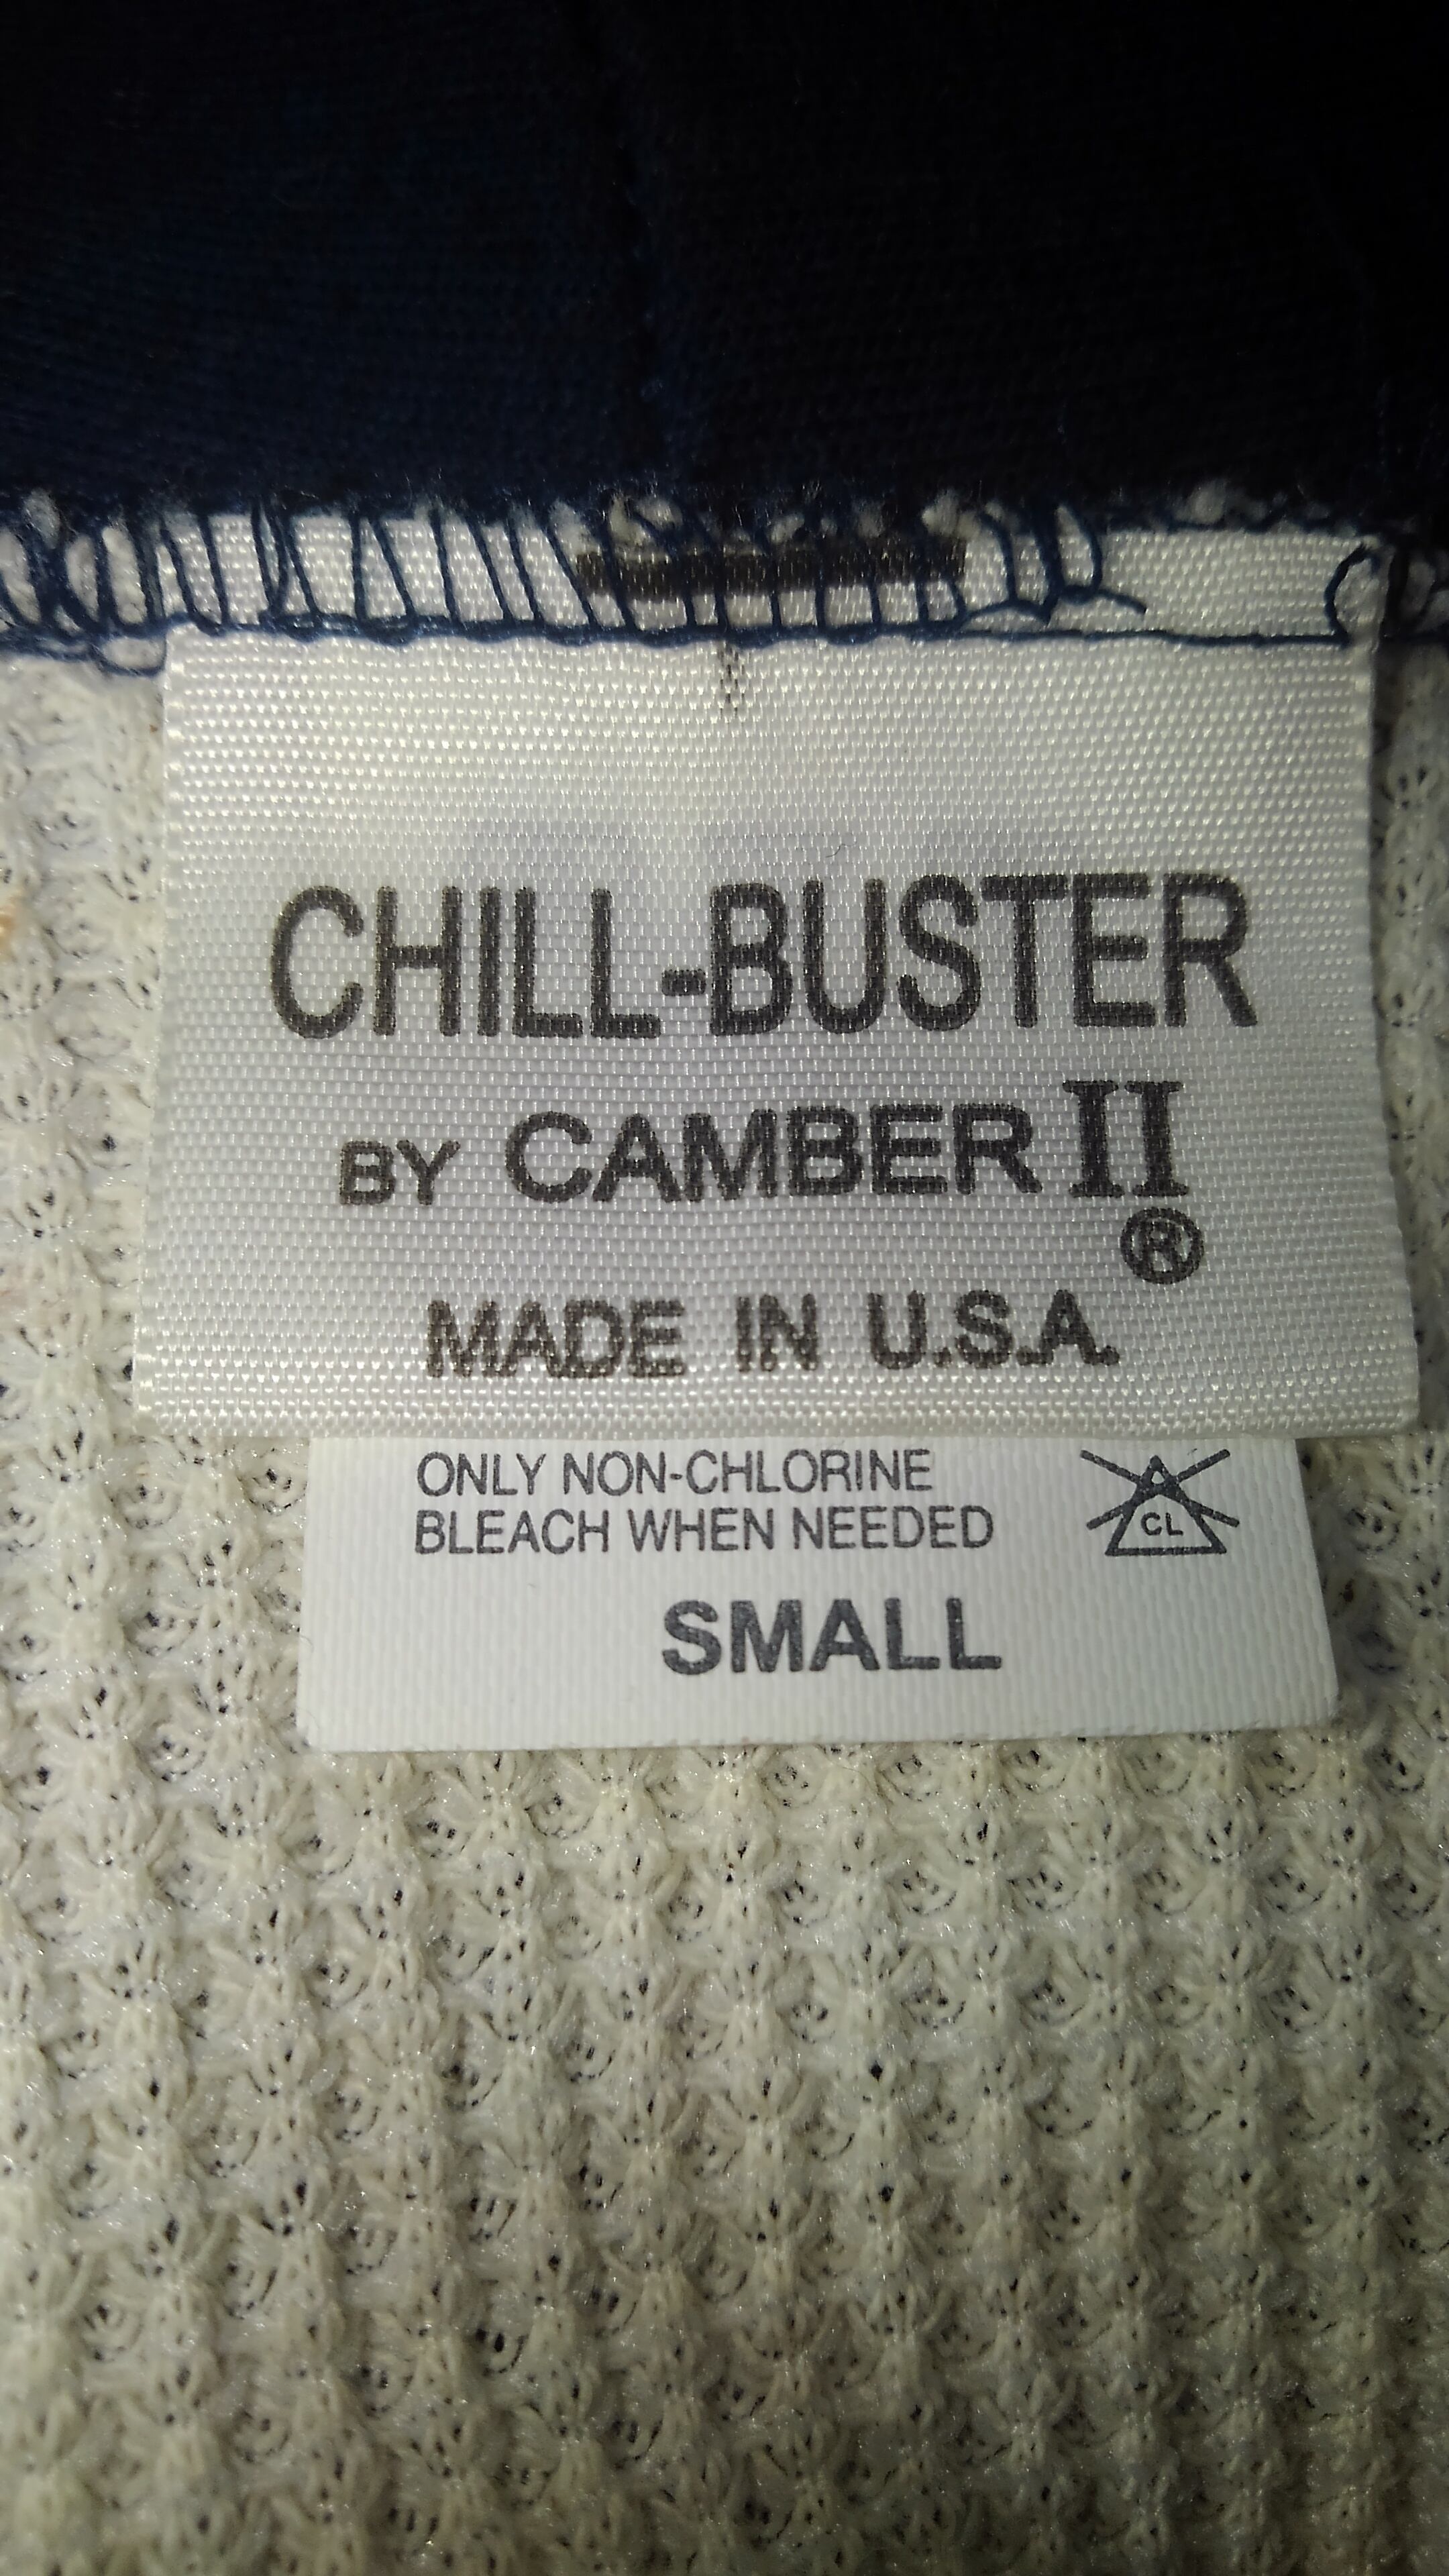 CHILL-BUSTER
BY CAMBER II
®
MADE IN U.S.A.
ONLY NON-CHLORINE
BLEACH WHEN NEEDED
CL
SMALL